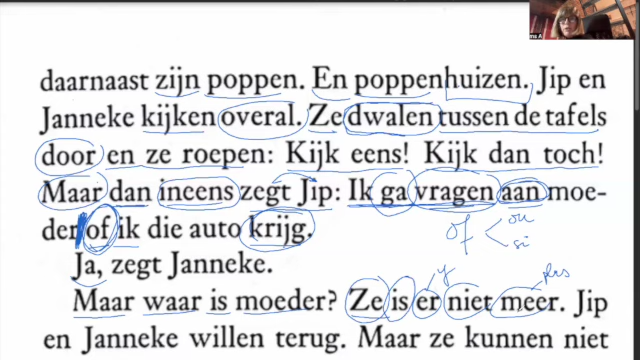 daarnaast zijn poppen. En poppenhuizen. Jip en
Janneke kijken overal. Ze dwalen tussen de tafels
door en ze roepen: Kijk eens! Kijk dan toch!
Maar dan ineens zegt Jip: Ik ga vragen aan moe-
der of ik die auto krijg.
of ou
si
Ja, zegt Janneke.
y plus
Maar waar is moeder? Ze is er niet meer. Jip
en Janneke willen terug. Maar ze kunnen niet